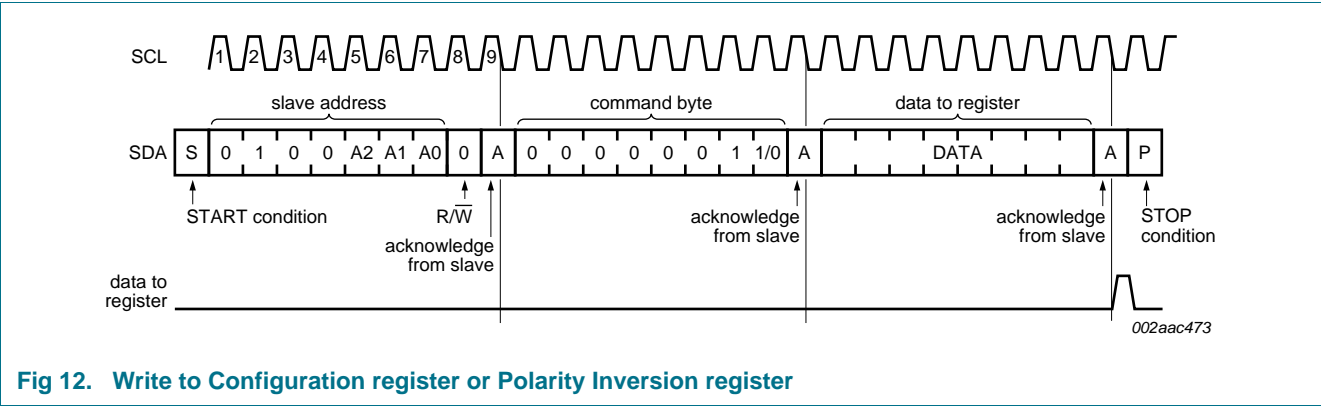 SCL 1 2 3 4 5 6 7 8 9
slave address command byte data to register
SDA S 0 1 0 0 A2 A1 A0 0 A 0 0 0 0 0 0 1 1/0 A DATA A P
START condition R/W̅ acknowledge from slave acknowledge from slave acknowledge from slave STOP condition
data to register
002aac473
Fig 12. Write to Configuration register or Polarity Inversion register